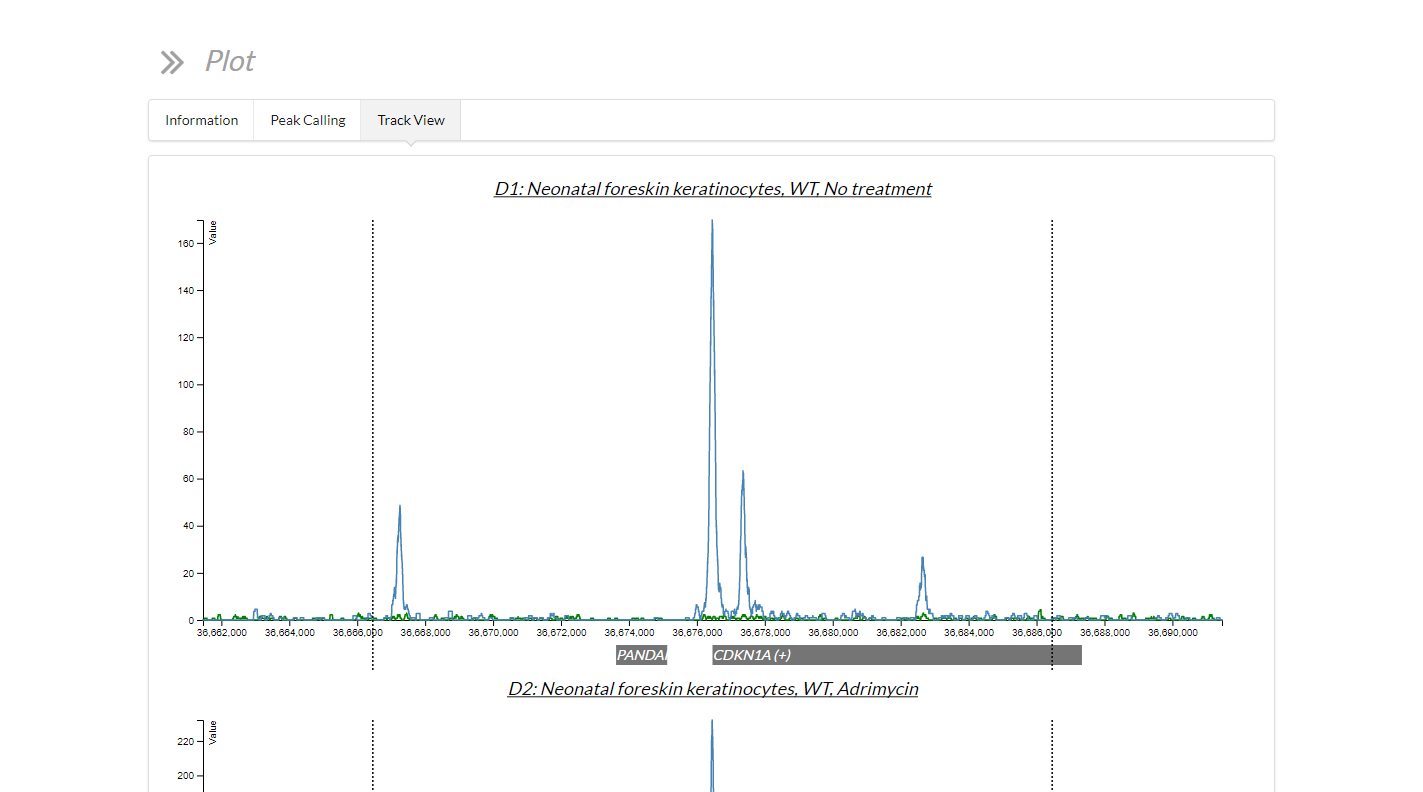 Plot
Information Peak Calling Track View
D1: Neonatal foreskin keratinocytes, WT, No treatment
Value
160
140
120
100
80
60
40
20
0
36,662,000 36,664,000 36,666,000 36,668,000 36,670,000 36,672,000 36,674,000 36,676,000 36,678,000 36,680,000 36,682,000 36,684,000 36,686,000 36,688,000 36,690,000
PANDA CDKN1A (+)
D2: Neonatal foreskin keratinocytes, WT, Adrimycin
Value
220
200